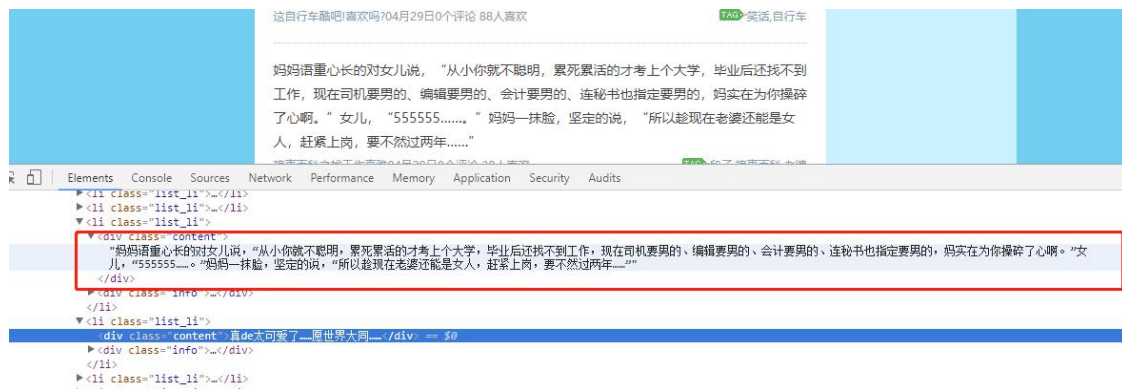 这自行车酷吧!喜欢吗?04月29日0个评论 88人喜欢 TAG 笑话,自行车
妈妈语重心长的对女儿说，“从小你就不聪明，累死累活的才考上个大学，毕业后还找不到
工作，现在司机要男的、编辑要男的、会计要男的、连秘书也指定要男的，妈实在为你操碎
了心啊。”女儿，“555555……。”妈妈一抹脸，坚定的说，“所以趁现在老婆还能是女
人，赶紧上岗，要不然过两年……”
Elements Console Sources Network Performance Memory Application Security Audits
▶<li class="list_li">…</li>
▶<li class="list_li">…</li>
▼<li class="list_li">
▼<div class="content">
"妈妈语重心长的对女儿说，“从小你就不聪明，累死累活的才考上个大学，毕业后还找不到工作，现在司机要男的、编辑要男的、会计要男的、连秘书也指定要男的，妈实在为你操碎了心啊。”女
儿，“555555……。”妈妈一抹脸，坚定的说，“所以趁现在老婆还能是女人，赶紧上岗，要不然过两年……”"
</div>
▶<div class="info">…</div>
</li>
▼<li class="list_li">
<div class="content">真de太可爱了……愿世界大同……</div> == $0
▶<div class="info">…</div>
</li>
▶<li class="list_li">…</li>